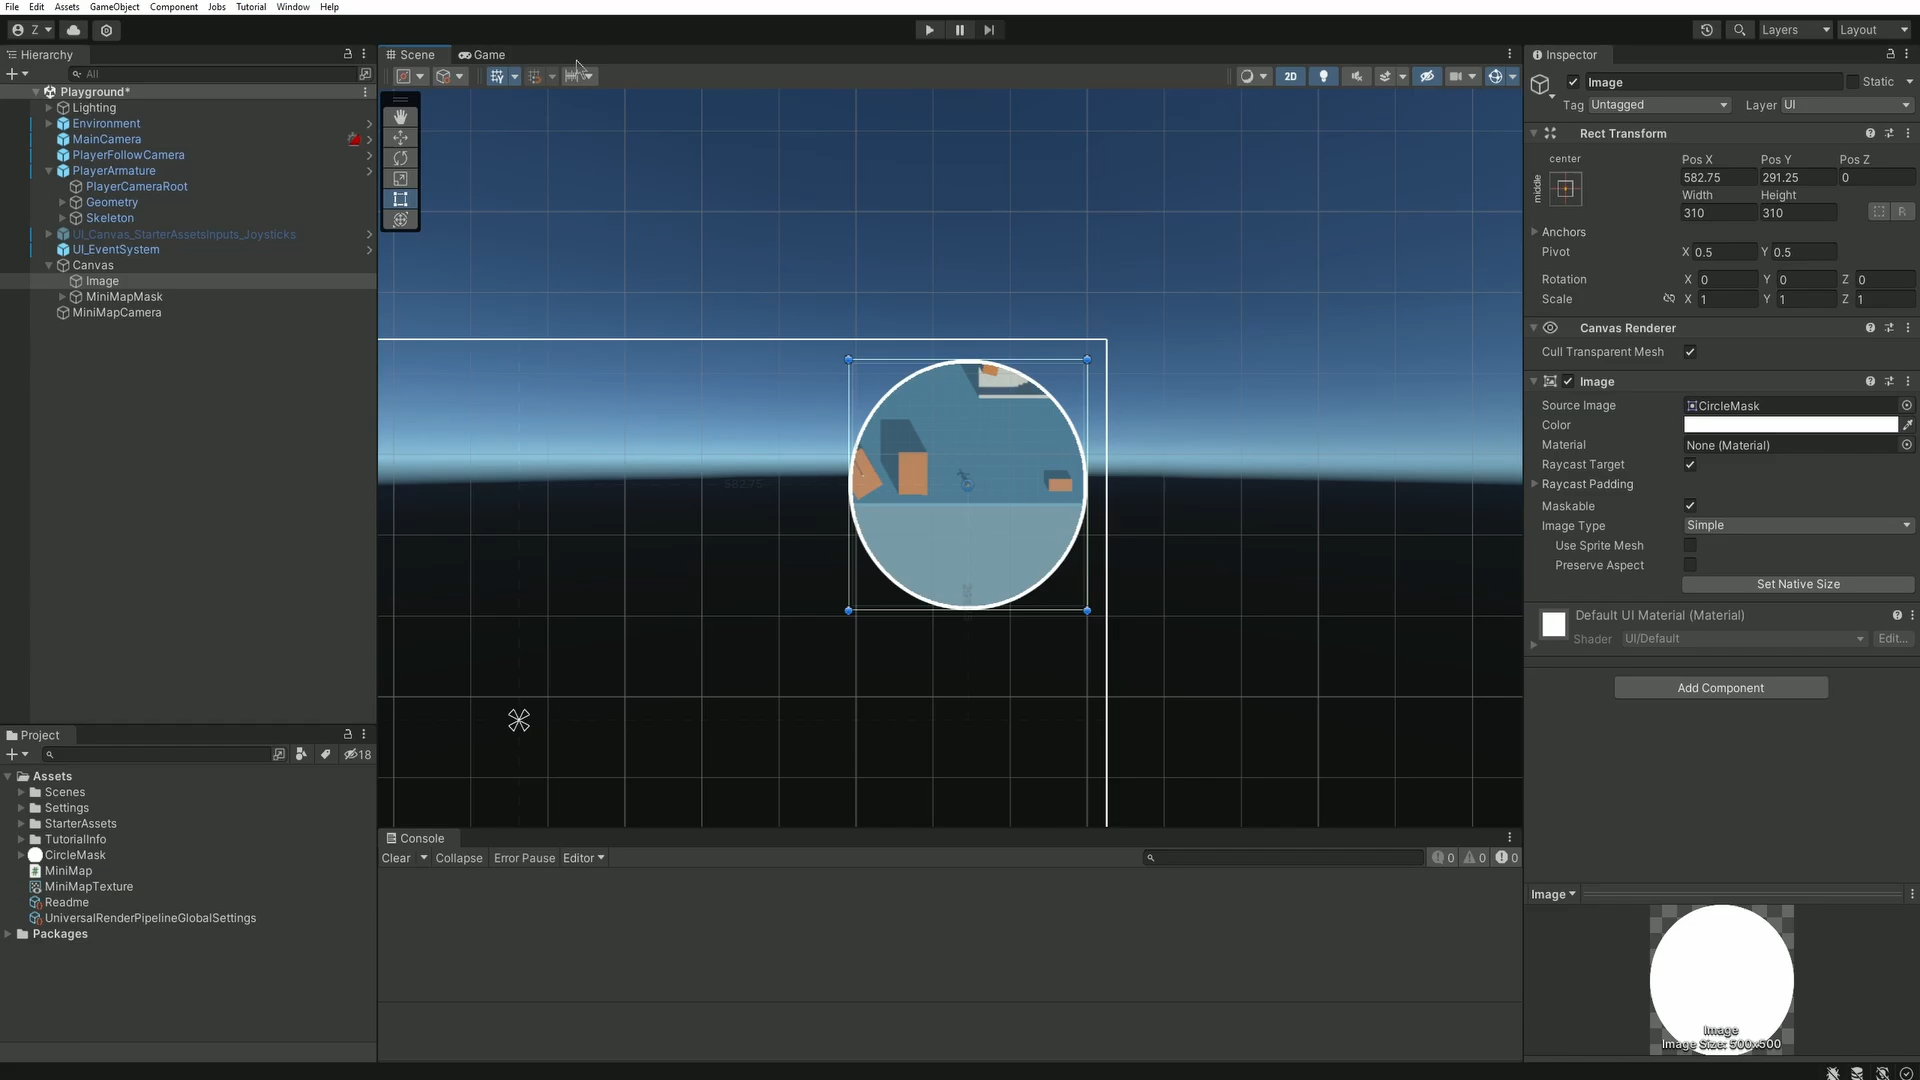 File Edit Assets GameObject Component Jobs Tutorial Window Help
Z
Layers
Layout
Hierarchy
All
Playground*
Lighting
Environment
MainCamera
PlayerFollowCamera
PlayerArmature
PlayerCameraRoot
Geometry
Skeleton
UI_Canvas_StarterAssetsInputs_Joysticks
UI_EventSystem
Canvas
Image
MiniMapMask
MiniMapCamera
Scene
Game
2D
582.75
Inspector
Image
Static
Tag Untagged
Layer UI
Rect Transform
center
middle
Pos X Pos Y Pos Z
582.75 291.25 0
Width Height
310 310
R
Anchors
Pivot X 0.5 Y 0.5
Rotation X 0 Y 0 Z 0
Scale X 1 Y 1 Z 1
Canvas Renderer
Cull Transparent Mesh
Image
Source Image CircleMask
Color
Material None (Material)
Raycast Target
Raycast Padding
Maskable
Image Type Simple
Use Sprite Mesh
Preserve Aspect
Set Native Size
Default UI Material (Material)
Shader UI/Default Edit...
Add Component
Project
18
Assets
Scenes
Settings
StarterAssets
TutorialInfo
CircleMask
MiniMap
MiniMapTexture
Readme
UniversalRenderPipelineGlobalSettings
Packages
Console
Clear Collapse Error Pause Editor
0 0 0
Image
Image
Image Size: 500x500